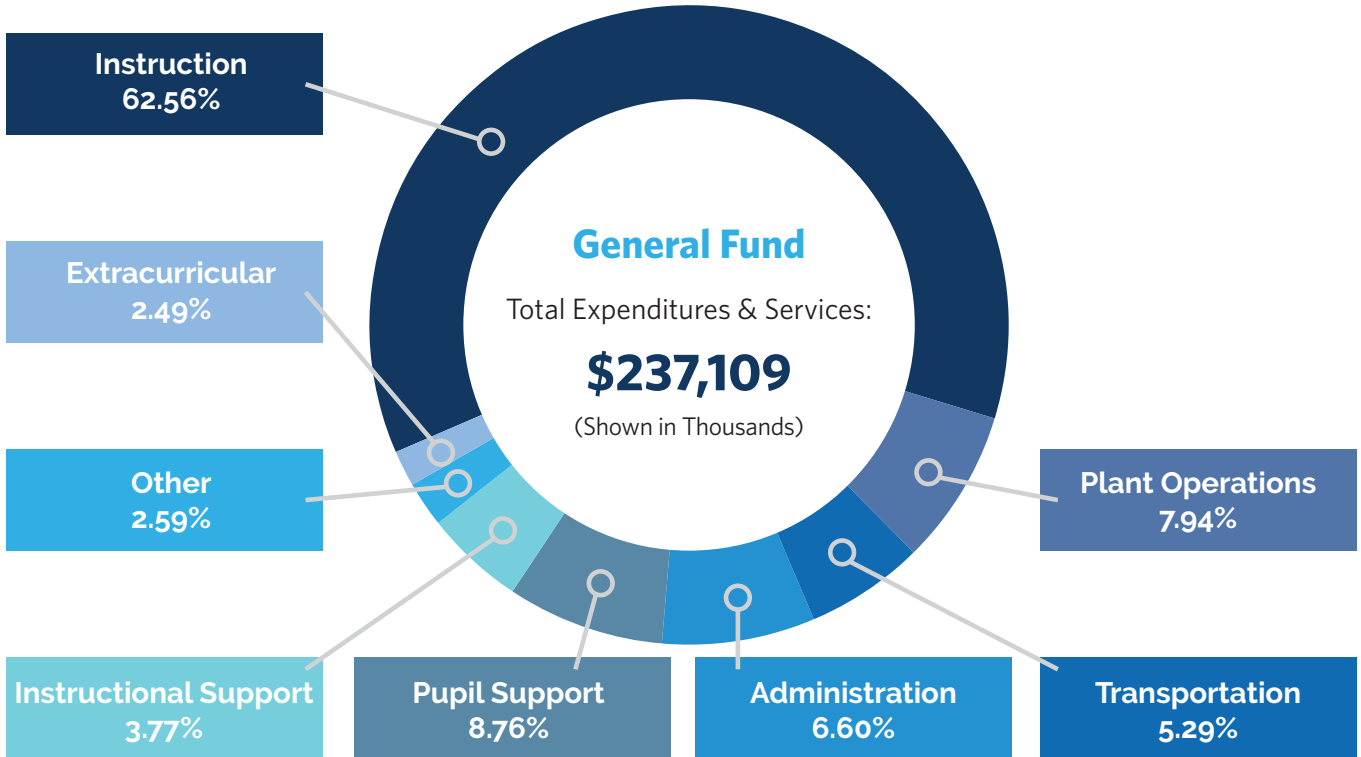 Instruction
62.56%
Extracurricular
2.49%
Other
2.59%
Instructional Support
3.77%
Pupil Support
8.76%
Administration
6.60%
Transportation
5.29%
Plant Operations
7.94%
General Fund
Total Expenditures & Services:
$237,109
(Shown in Thousands)